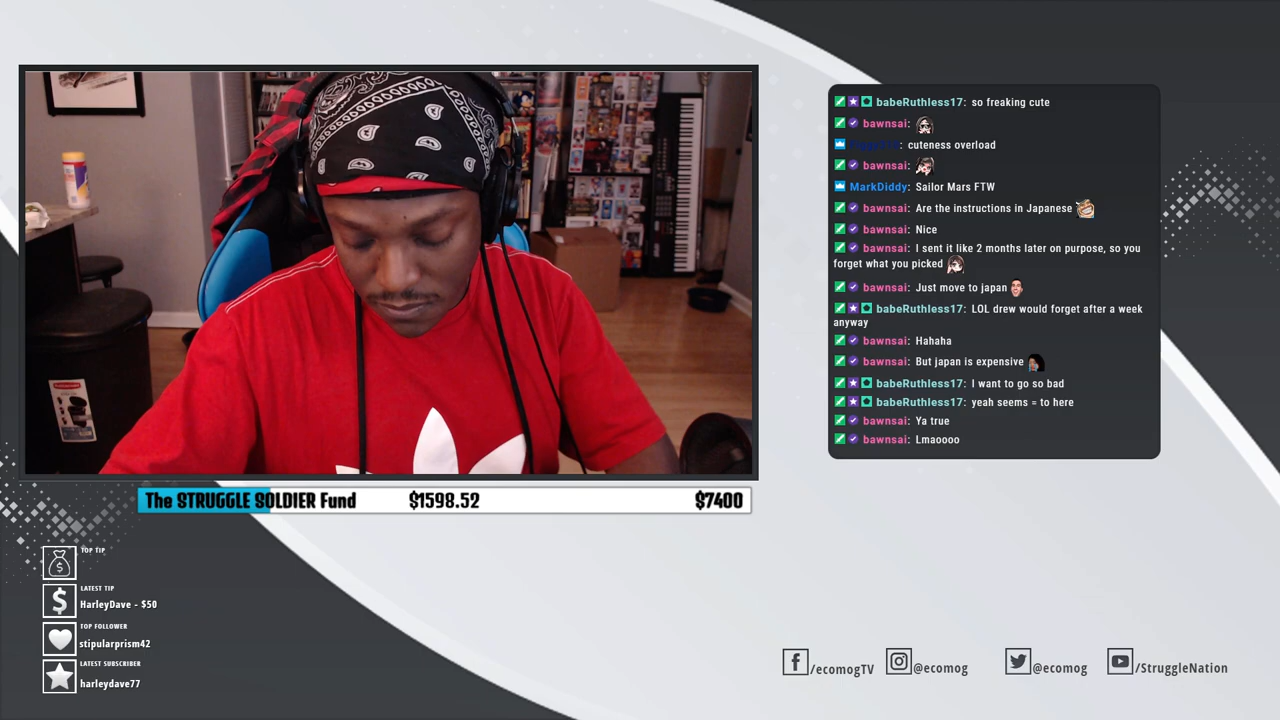 babeRuthless17: so freaking cute
bawnsai:
: cuteness overload
bawnsai:
MarkDiddy: Sailor Mars FTW
bawnsai: Are the instructions in Japanese
bawnsai: Nice
bawnsai: I sent it like 2 months later on purpose, so you
forget what you picked
bawnsai: Just move to japan
babeRuthless17: LOL drew would forget after a week
anyway
bawnsai: Hahaha
bawnsai: But japan is expensive
babeRuthless17: I want to go so bad
babeRuthless17: yeah seems = to here
bawnsai: Ya true
bawnsai: Lmaoooo
The STRUGGLE SOLDIER Fund $1598.52 $7400
TOP TIP
LATEST TIP
HarleyDave - $50
TOP FOLLOWER
stipularprism42
LATEST SUBSCRIBER
harleydave77
/ecomogTV @ecomog @ecomog /StruggleNation